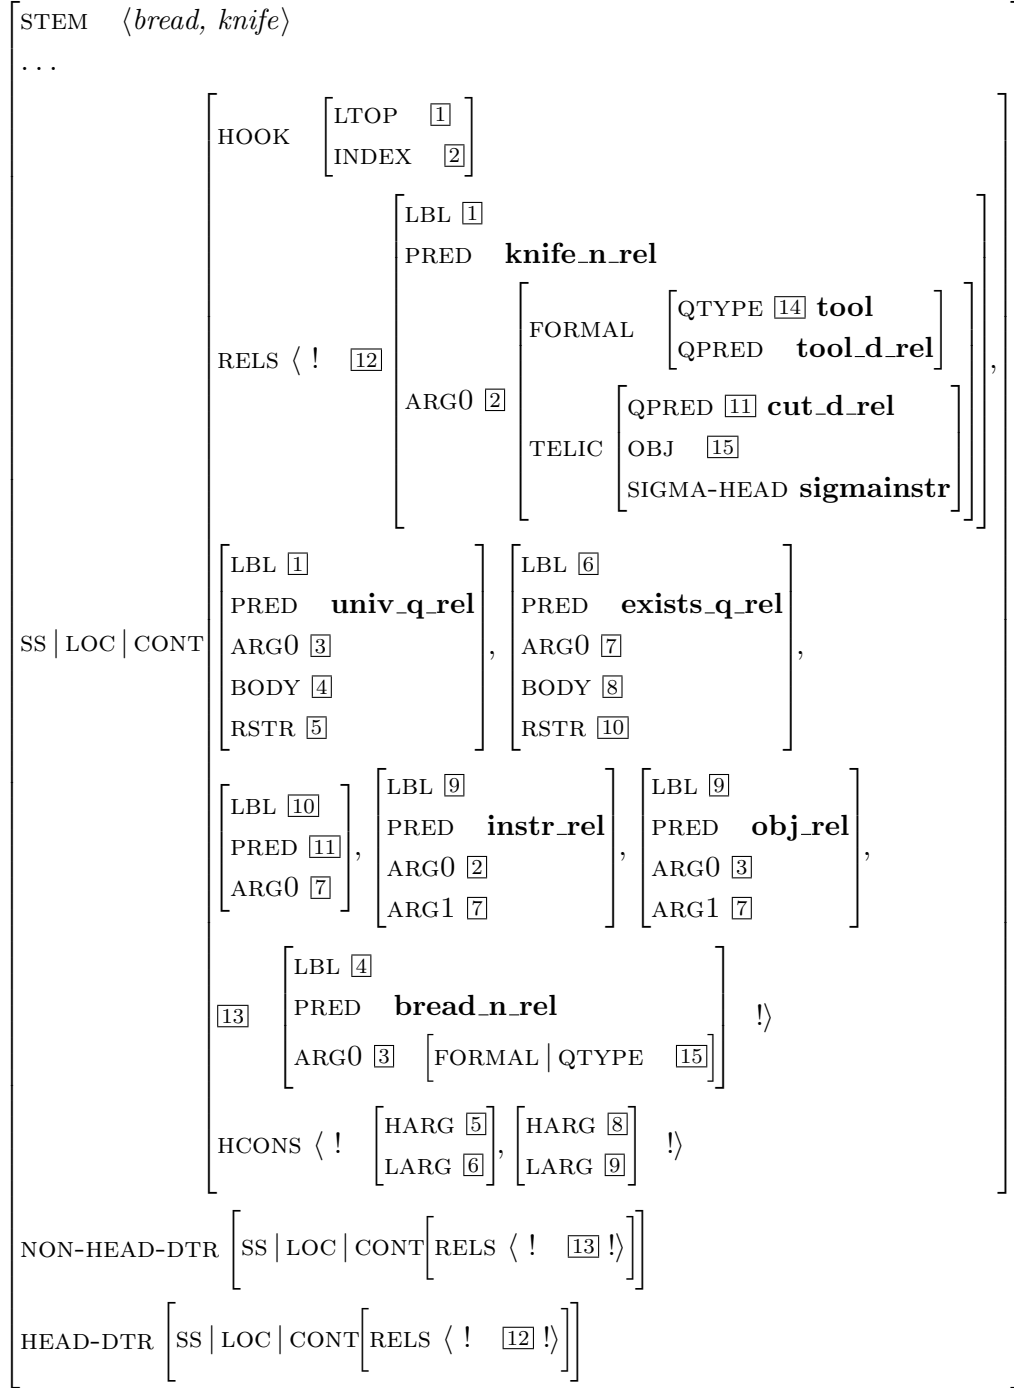 STEM ⟨bread, knife⟩
...
HOOK
LTOP 1
INDEX 2
LBL 1
PRED knife_n_rel
RELS ⟨ ! 12
ARG0 2
FORMAL
QTYPE 14 tool
QPRED tool_d_rel
TELIC
QPRED 11 cut_d_rel
OBJ 15
SIGMA-HEAD sigmainstr
,
SS | LOC | CONT
LBL 1
PRED univ_q_rel
ARG0 3
BODY 4
RSTR 5
,
LBL 6
PRED exists_q_rel
ARG0 7
BODY 8
RSTR 10
,
LBL 10
PRED 11
ARG0 7
,
LBL 9
PRED instr_rel
ARG0 2
ARG1 7
,
LBL 9
PRED obj_rel
ARG0 3
ARG1 7
,
13
LBL 4
PRED bread_n_rel
ARG0 3 [FORMAL | QTYPE 15]
!⟩
HCONS ⟨ !
HARG 5
LARG 6
,
HARG 8
LARG 9
!⟩
NON-HEAD-DTR [SS | LOC | CONT[RELS ⟨ ! 13 !⟩]]
HEAD-DTR [SS | LOC | CONT[RELS ⟨ ! 12 !⟩]]